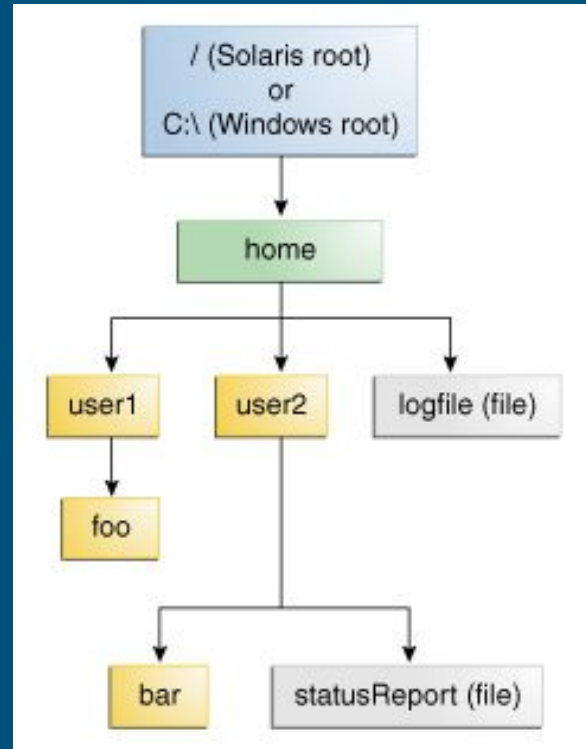 / (Solaris root)
or
C:\ (Windows root)
home
user1
user2
logfile (file)
foo
bar
statusReport (file)